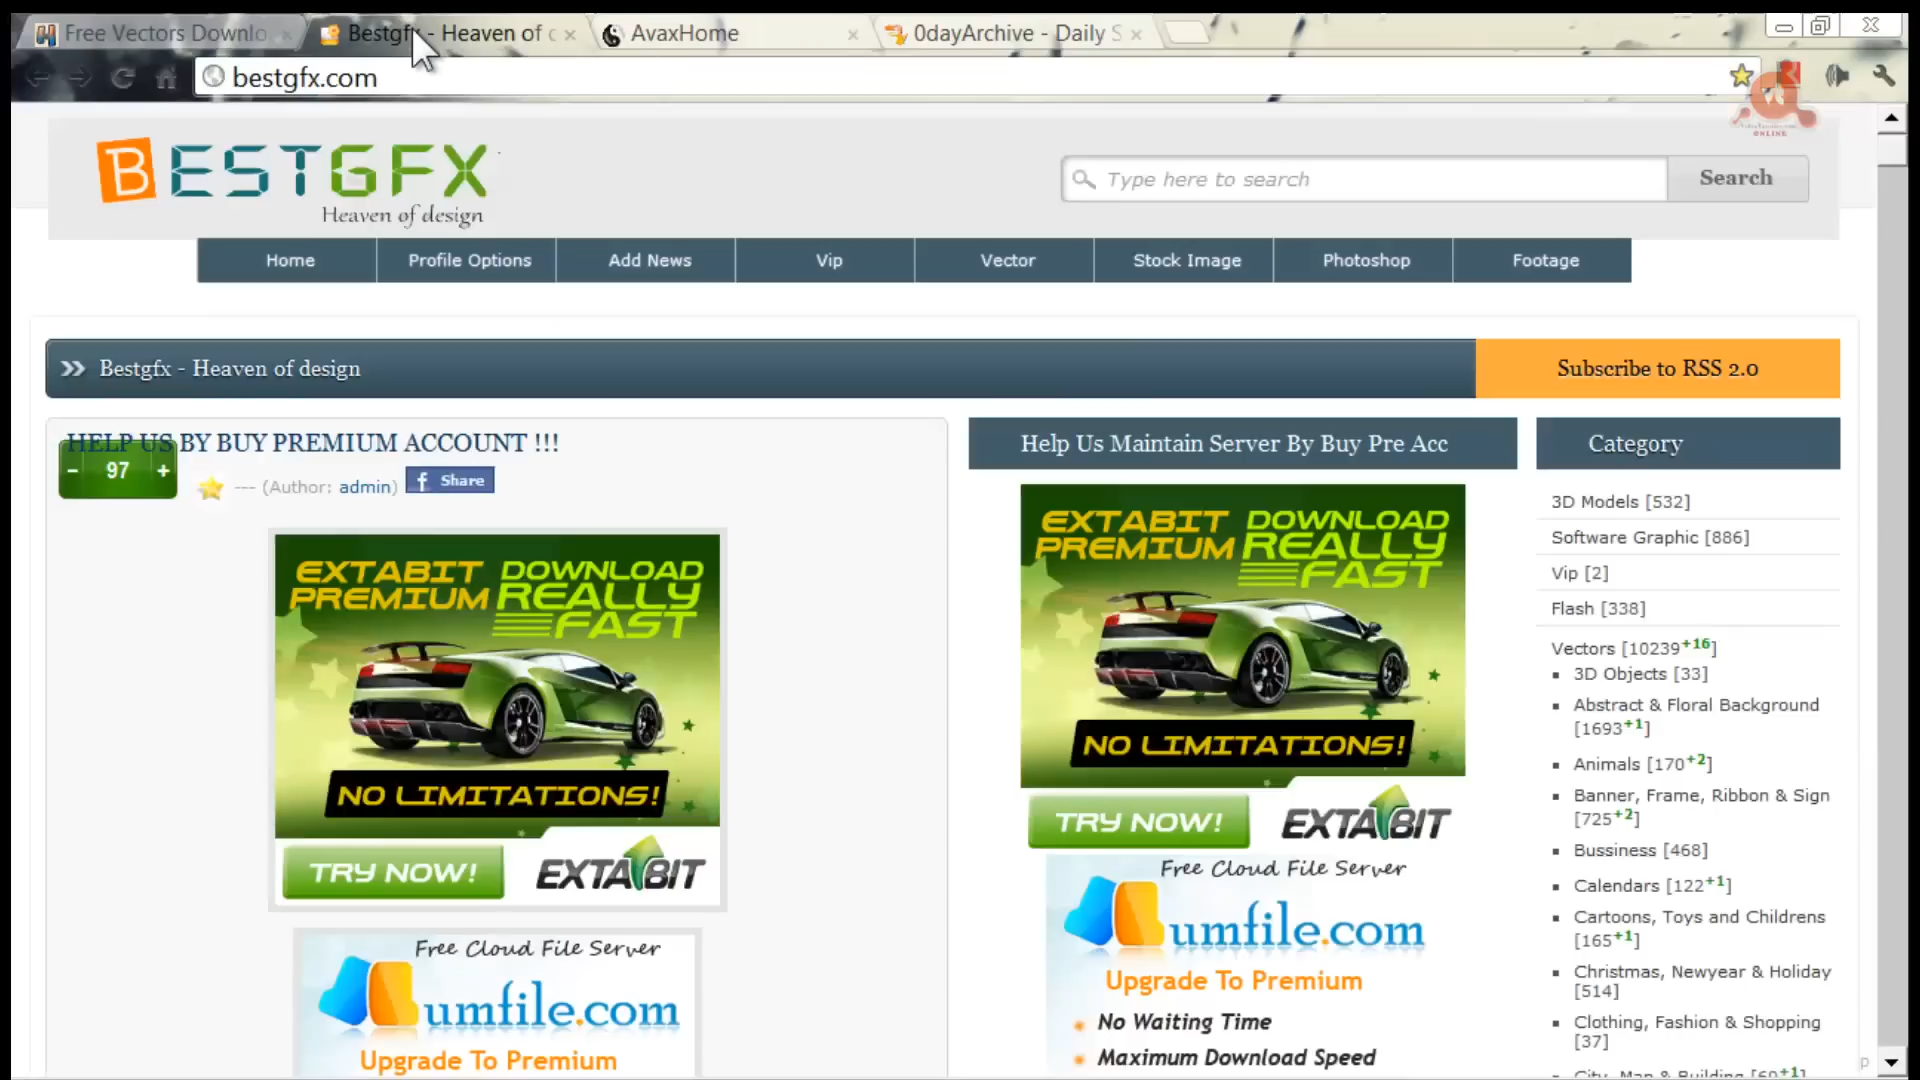 Free Vectors Downlo
Bestgfx - Heaven of
AvaxHome
0dayArchive - Daily S
bestgfx.com
ONLINE
BESTGFX
Heaven of design
Type here to search
Search
Home
Profile Options
Add News
Vip
Vector
Stock Image
Photoshop
Footage
Bestgfx - Heaven of design
Subscribe to RSS 2.0
HELP US BY BUY PREMIUM ACCOUNT !!!
- 97 +
--- (Author: admin)
f Share
EXTABIT PREMIUM
DOWNLOAD REALLY FAST
NO LIMITATIONS!
TRY NOW!
EXTABIT
Free Cloud File Server
umfile.com
Upgrade To Premium
Help Us Maintain Server By Buy Pre Acc
EXTABIT PREMIUM
DOWNLOAD REALLY FAST
NO LIMITATIONS!
TRY NOW!
EXTABIT
Free Cloud File Server
umfile.com
Upgrade To Premium
No Waiting Time
Maximum Download Speed
Category
3D Models [532]
Software Graphic [886]
Vip [2]
Flash [338]
Vectors [10239+16]
3D Objects [33]
Abstract & Floral Background
[1693+1]
Animals [170+2]
Banner, Frame, Ribbon & Sign
[725+2]
Bussiness [468]
Calendars [122+1]
Cartoons, Toys and Childrens
[165+1]
Christmas, Newyear & Holiday
[514]
Clothing, Fashion & Shopping
[37]
City, Map & Building [69+1]